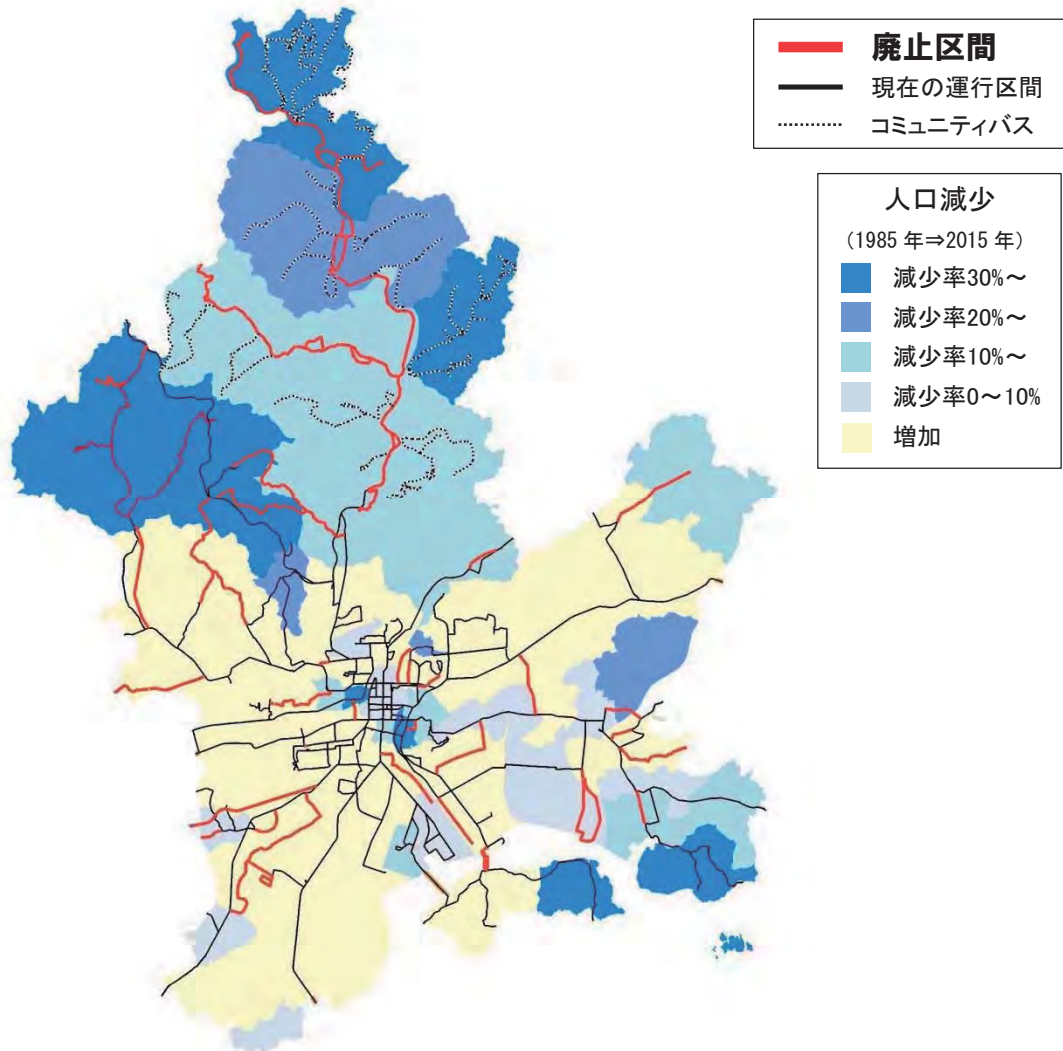 廃止区間
現在の運行区間
コミュニティバス
人口減少
（1985 年⇒2015 年）
減少率30%～
減少率20%～
減少率10%～
減少率0～10%
増加